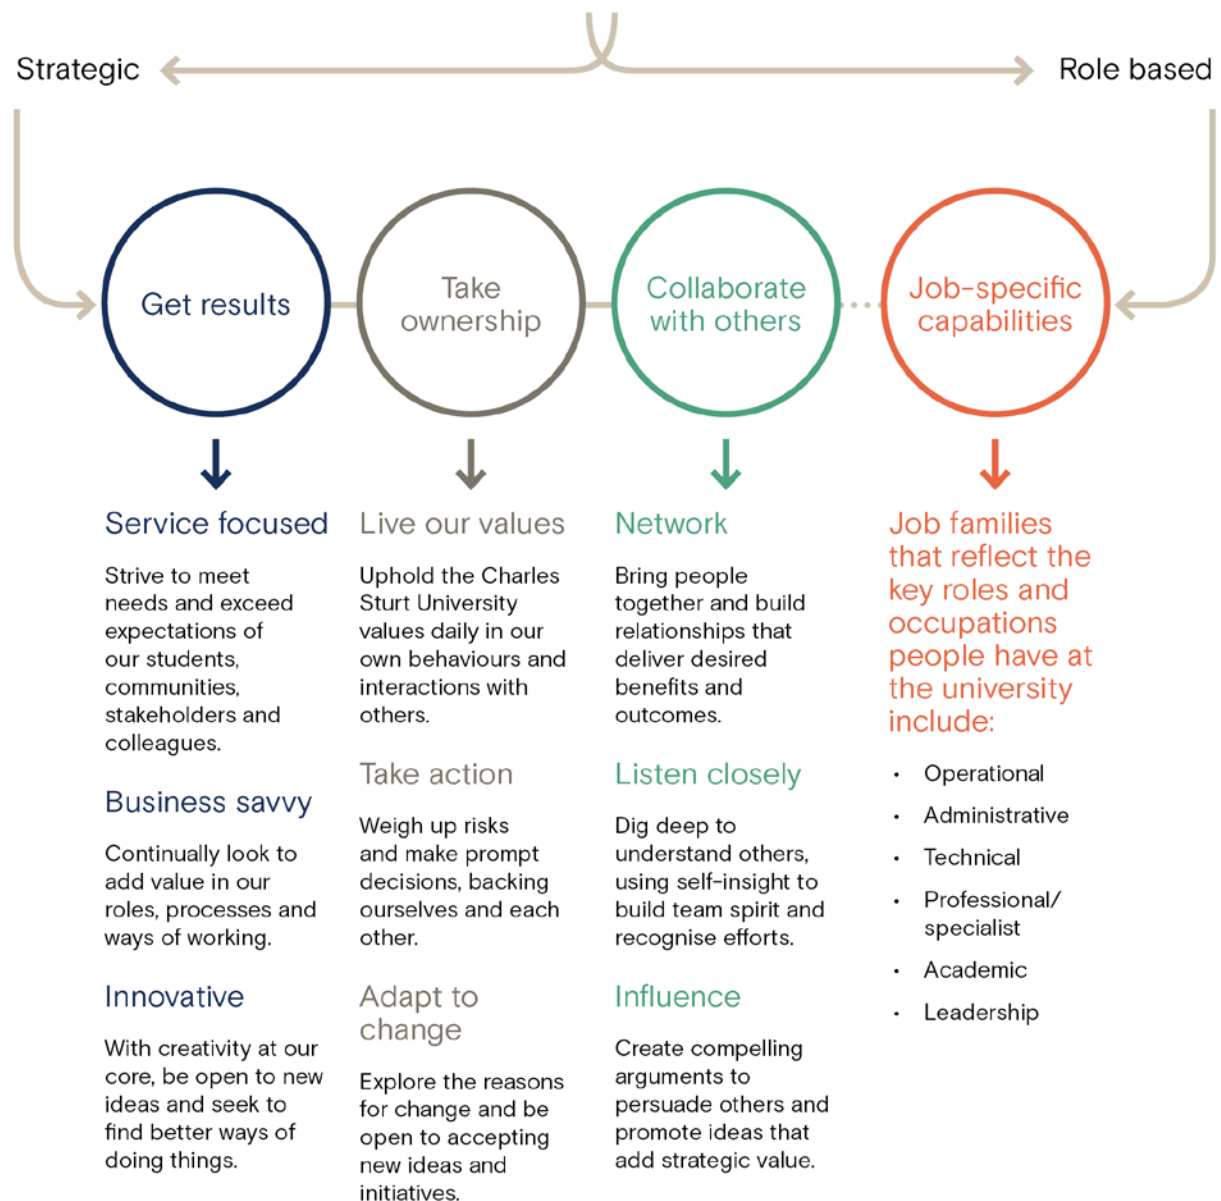 Strategic
Role based
Get results
Take
ownership
Collaborate
with others
Job-specific
capabilities
Service focused
Strive to meet
needs and exceed
expectations of
our students,
communities,
stakeholders and
colleagues.
Business savvy
Continually look to
add value in our
roles, processes and
ways of working.
Innovative
With creativity at our
core, be open to new
ideas and seek to
find better ways of
doing things.
Live our values
Uphold the Charles
Sturt University
values daily in our
own behaviours and
interactions with
others.
Take action
Weigh up risks
and make prompt
decisions, backing
ourselves and each
other.
Adapt to
change
Explore the reasons
for change and be
open to accepting
new ideas and
initiatives.
Network
Bring people
together and build
relationships that
deliver desired
benefits and
outcomes.
Listen closely
Dig deep to
understand others,
using self-insight to
build team spirit and
recognise efforts.
Influence
Create compelling
arguments to
persuade others and
promote ideas that
add strategic value.
Job families
that reflect the
key roles and
occupations
people have at
the university
include:
• Operational
• Administrative
• Technical
• Professional/
specialist
• Academic
• Leadership